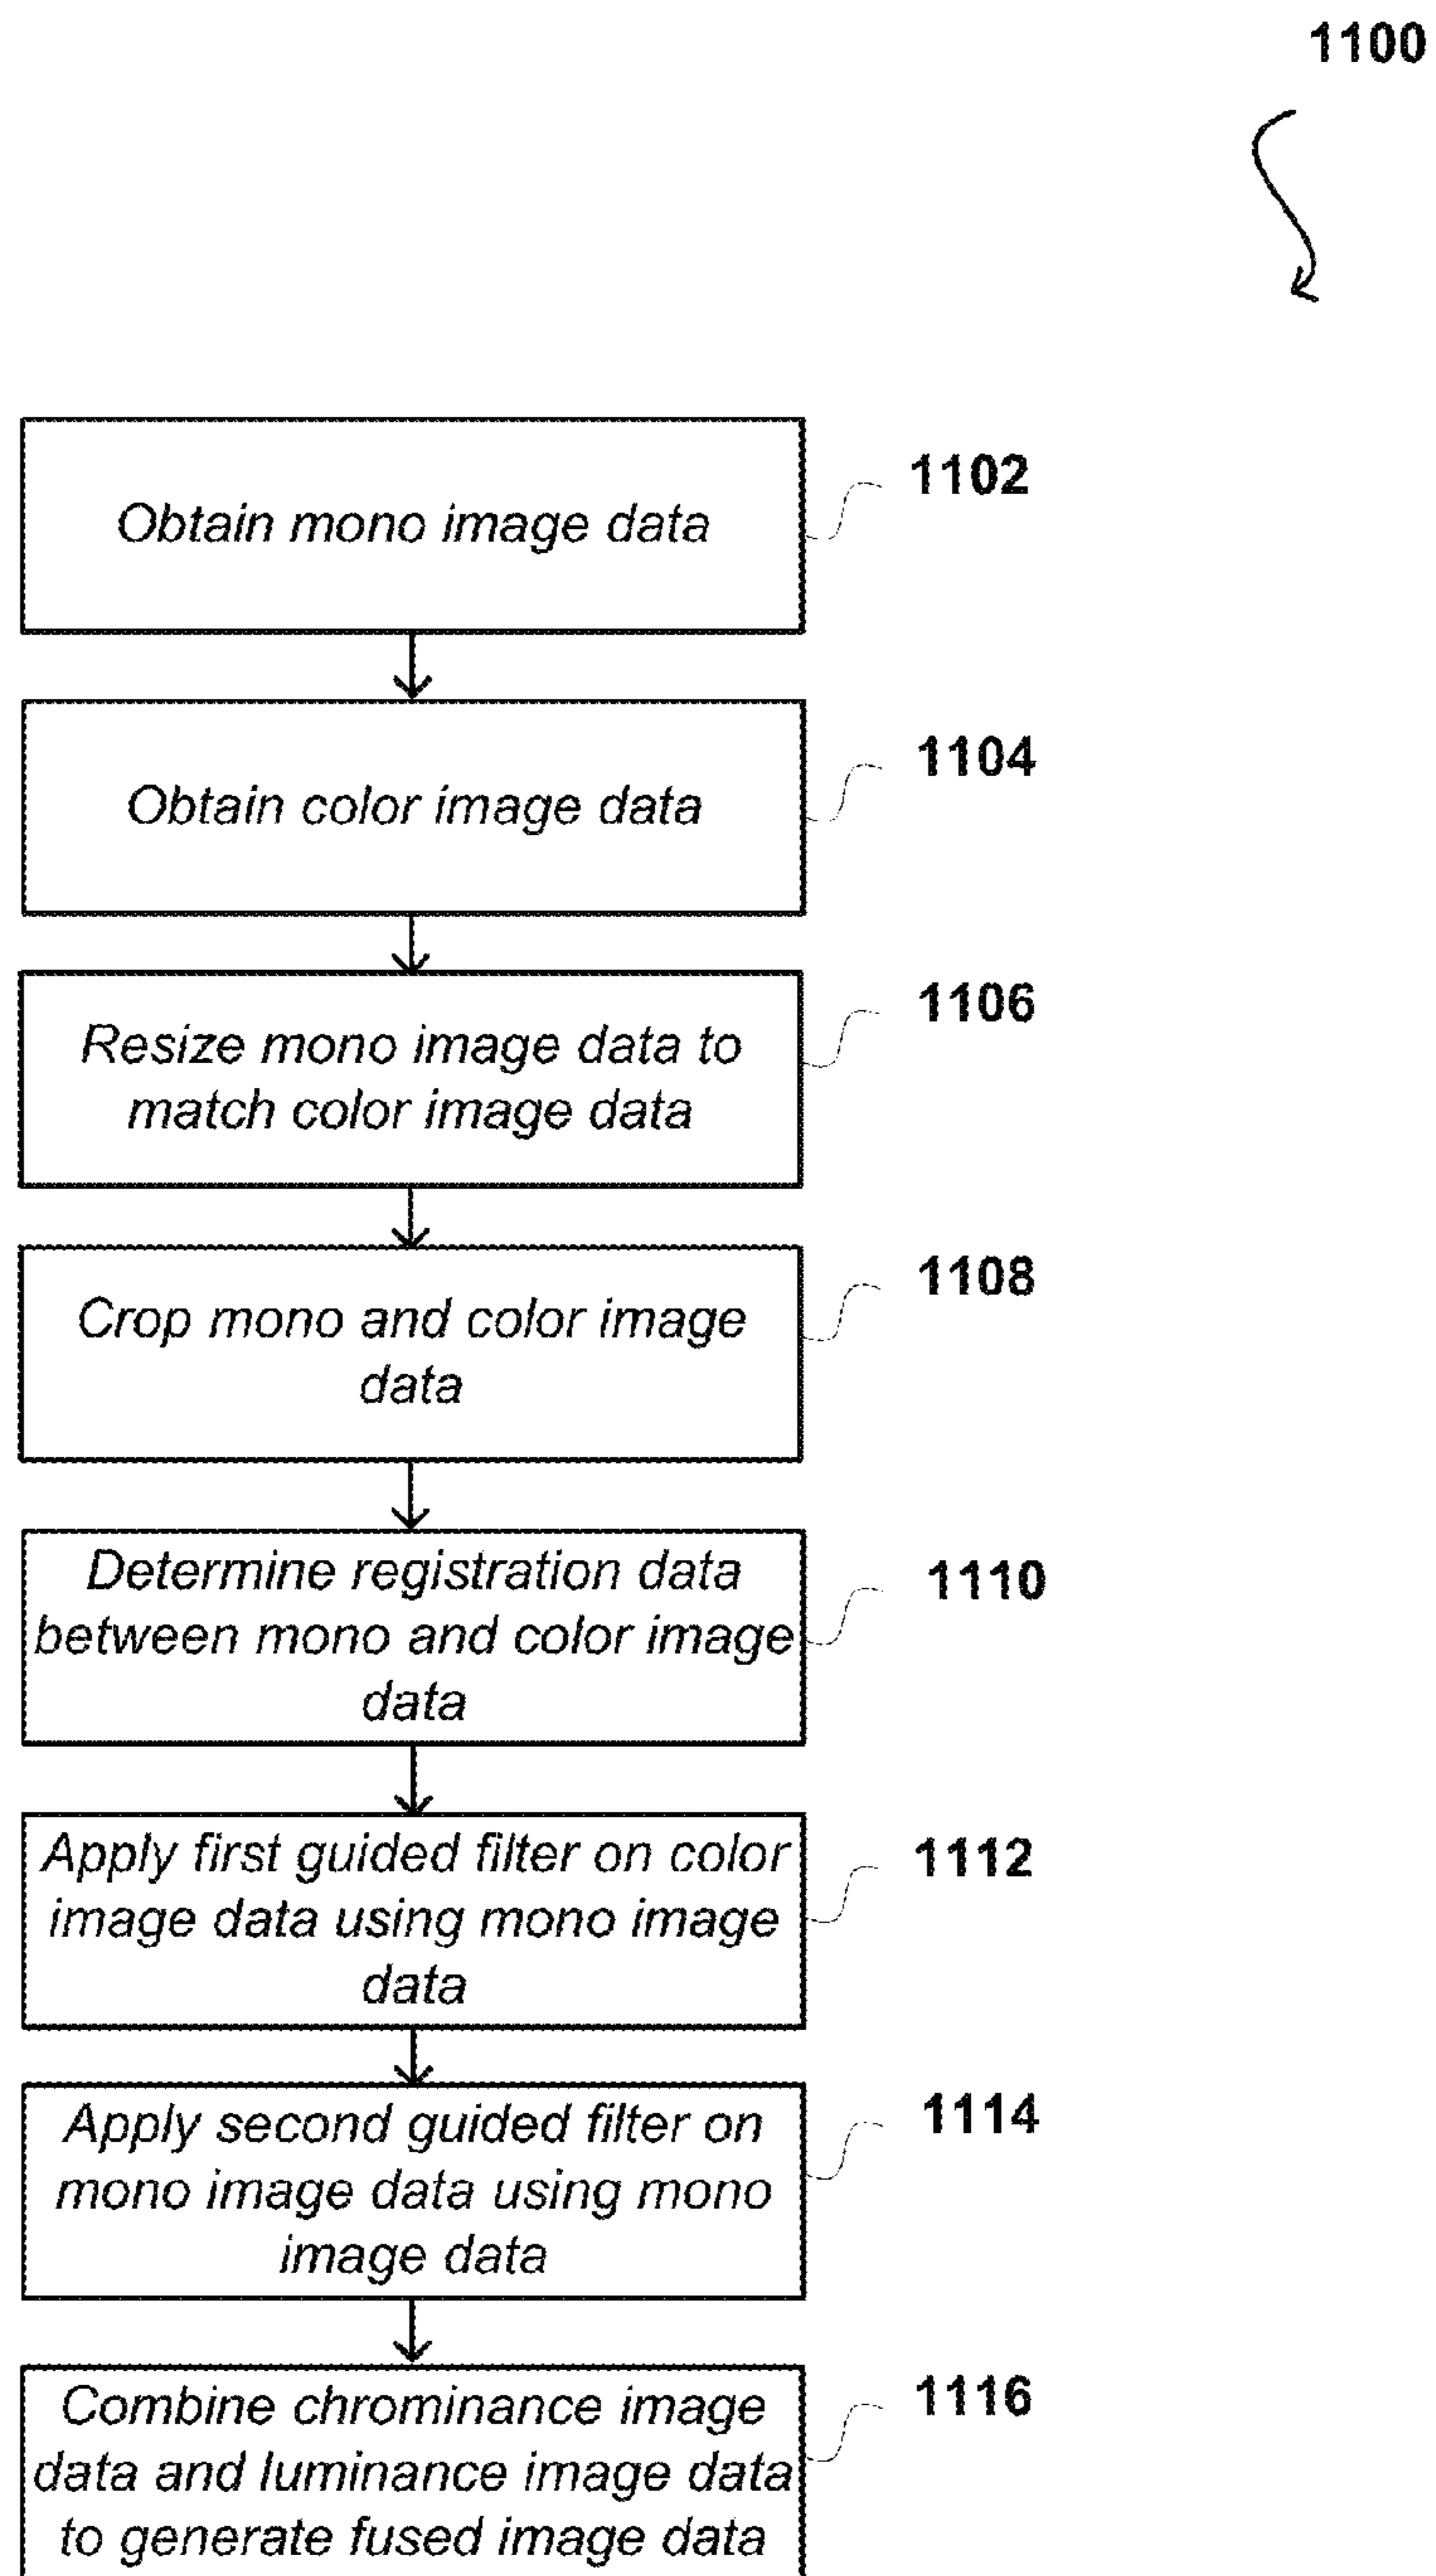 1100
Obtain mono image data
1102
Obtain color image data
1104
Resize mono image data to
match color image data
1106
Crop mono and color image
data
1108
Determine registration data
between mono and color image
data
1110
Apply first guided filter on color
image data using mono image
data
1112
Apply second guided filter on
mono image data using mono
image data
1114
Combine chrominance image
data and luminance image data
to generate fused image data
1116